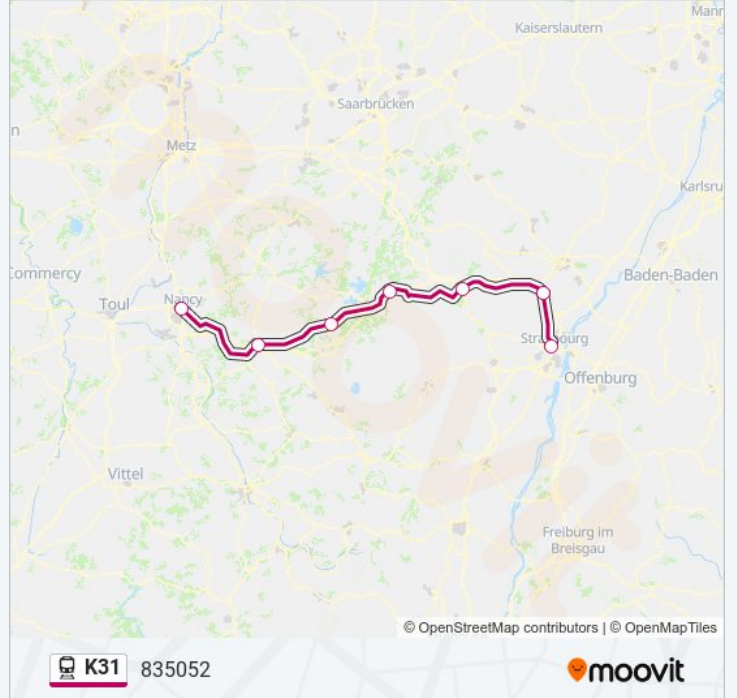 Mann
Kaiserslautern
Saarbrücken
n
Metz
Karlsru
Commercy
Toul
Nancy
Baden-Baden
Strasbourg
Offenburg
Vittel
Freiburg im
Breisgau
moovit
© OpenStreetMap contributors | © OpenMapTiles
K31 835052
moovit